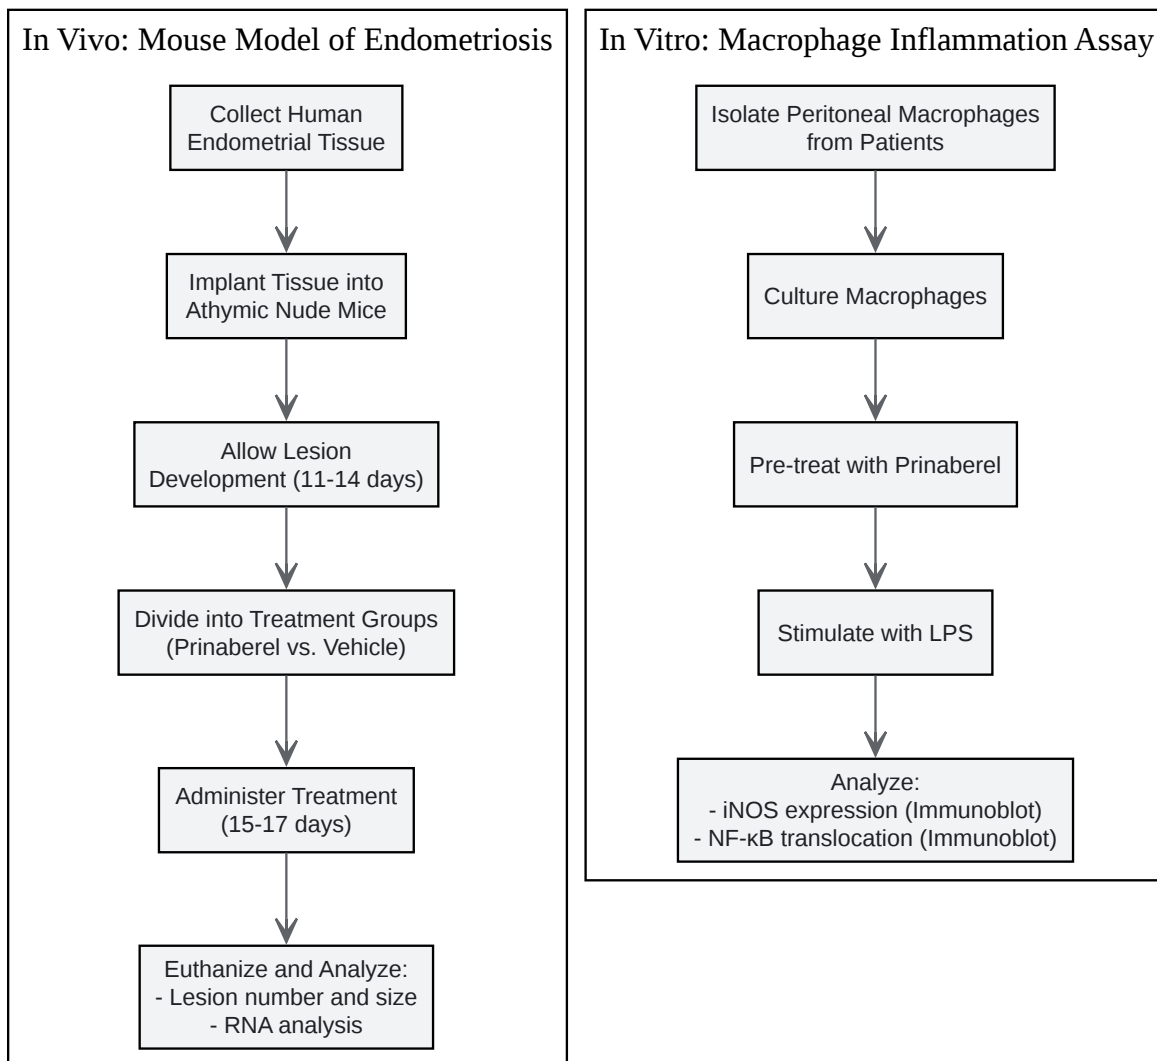 In Vivo: Mouse Model of Endometriosis
Collect Human
Endometrial Tissue
Implant Tissue into
Athymic Nude Mice
Allow Lesion
Development (11-14 days)
Divide into Treatment Groups
(Prinaberel vs. Vehicle)
Administer Treatment
(15-17 days)
Euthanize and Analyze:
- Lesion number and size
- RNA analysis
In Vitro: Macrophage Inflammation Assay
Isolate Peritoneal Macrophages
from Patients
Culture Macrophages
Pre-treat with Prinaberel
Stimulate with LPS
Analyze:
- iNOS expression (Immunoblot)
- NF-κB translocation (Immunoblot)